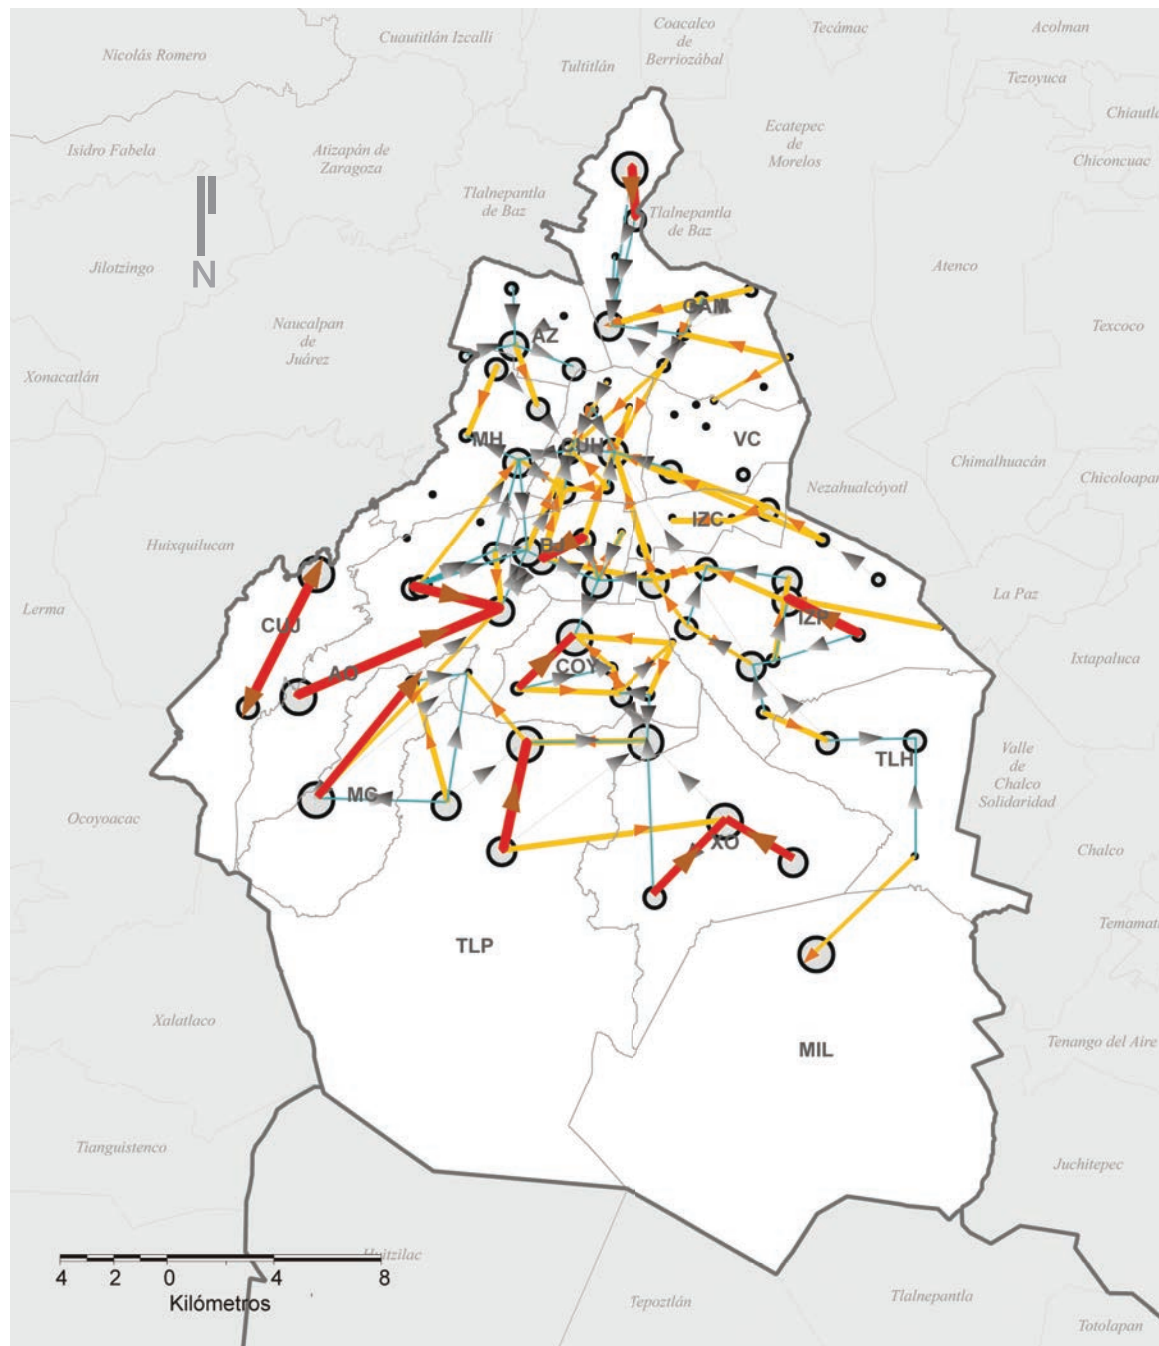 Coacalco
de
Berriozábal
Tecámac
Acolman
Cuautitlán Izcalli
Nicolás Romero
Tultitlán
Tezoyuca
Ecatepec
de
Morelos
Isidro Fabela
Atizapán de
Zaragoza
Chiconcuac
Tlalnepantla
de Baz
Tlalnepantla
de Baz
N
Jilotzingo
Atenco
GAM
Naucalpan
de
Juárez
AZ
Texcoco
Xonacatlán
MH
CUH
VC
Chimalhuacán
Nezahualcóyotl
IZC
Huixquilucan
BJ
La Paz
Lerma
CUJ
IZP
AO
COY
Ixtapaluca
TLH
Valle
de
Chalco
Solidaridad
MC
Ocoyoacac
XO
Chalco
TLP
Xalatlaco
MIL
Tenango del Aire
Tianguistenco
Juchitepec
Huitzilac
4 2 0 4 8
Kilómetros
Tepoztlán
Tlalnepantla
Totolapan